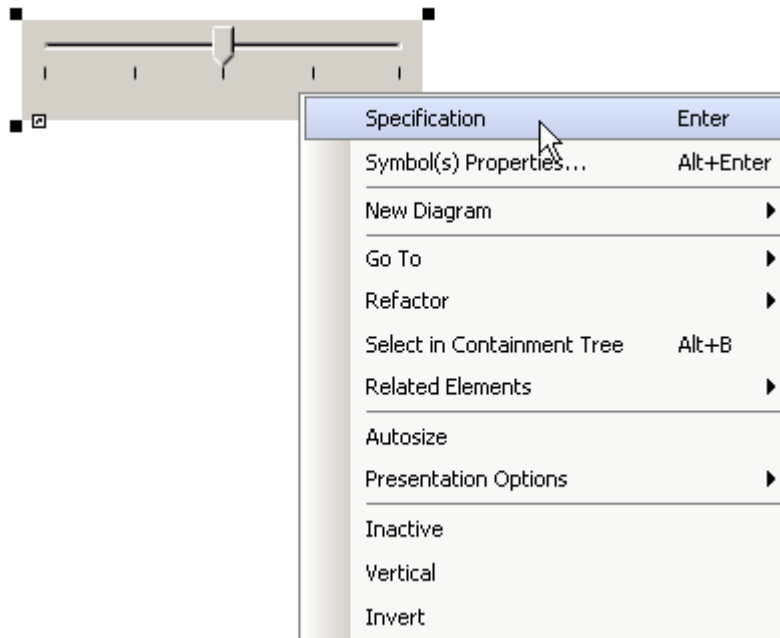 Specification Enter
Symbol(s) Properties... Alt+Enter
New Diagram
Go To
Refactor
Select in Containment Tree Alt+B
Related Elements
Autosize
Presentation Options
Inactive
Vertical
Invert